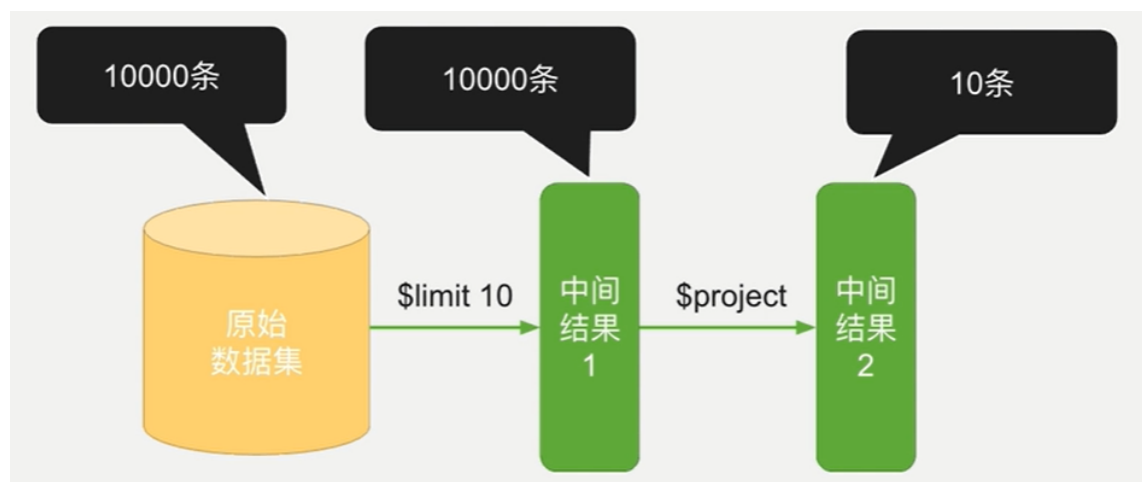 10000条
10000条
10条
原始
数据集
$limit 10
中间
结果
1
$project
中间
结果
2